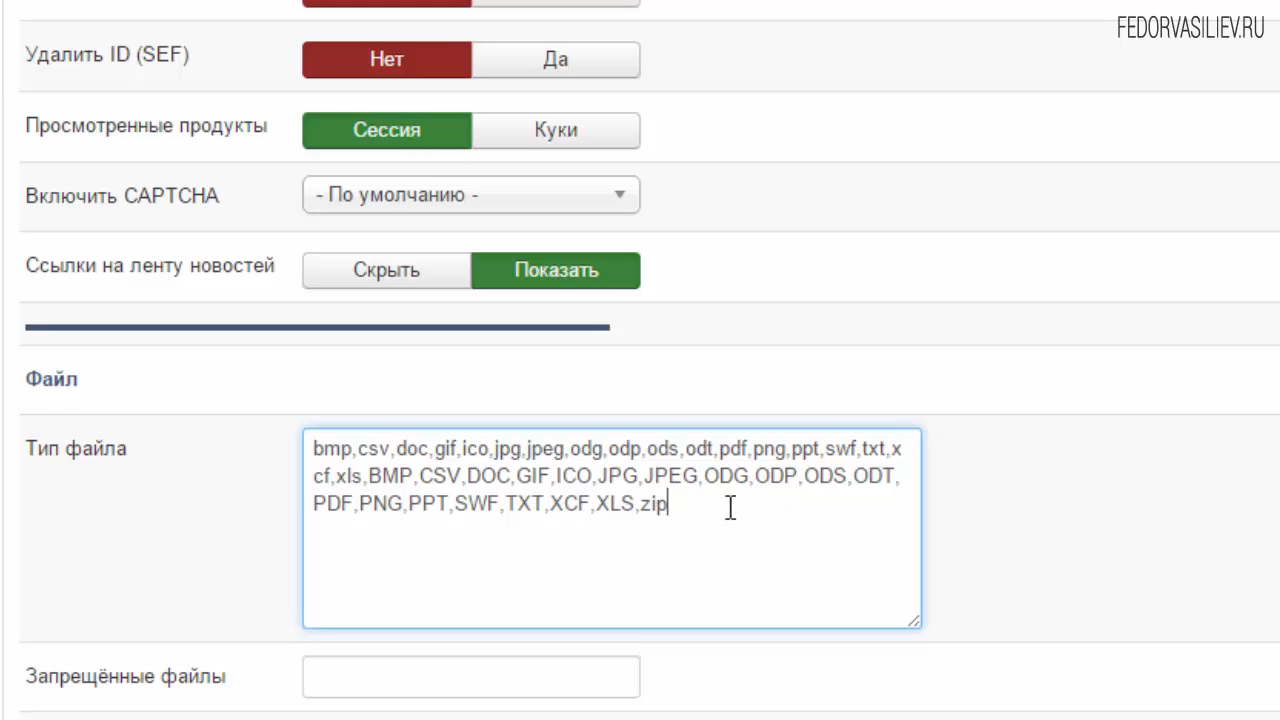 FEDORVASILIEV.RU
Удалить ID (SEF)
Нет
Да
Просмотренные продукты
Сессия
Куки
Включить CAPTCHA
- По умолчанию -
Ссылки на ленту новостей
Скрыть
Показать
Файл
Тип файла
bmp,csv,doc,gif,ico,jpg,jpeg,odg,odp,ods,odt,pdf,png,ppt,swf,txt,x
cf,xls,BMP,CSV,DOC,GIF,ICO,JPG,JPEG,ODG,ODP,ODS,ODT,
PDF,PNG,PPT,SWF,TXT,XCF,XLS,zip
Запрещённые файлы